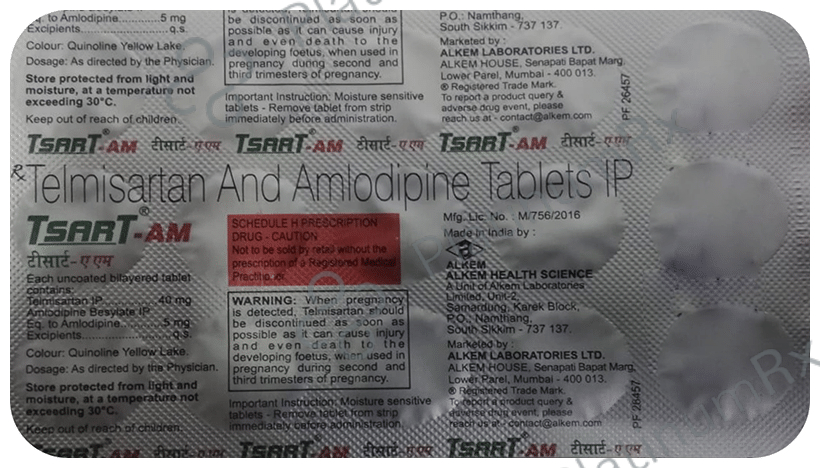 Eq. to Amlodipine..............5 mg
Excipients..........................q.s.
Colour: Quinoline Yellow Lake.
Dosage: As directed by the Physician.
Store protected from light and
moisture, at a temperature not
exceeding 30°C.
Keep out of reach of children.
is detected, Telmisartan should
be discontinued as soon as
possible as it can cause injury
and even death to the
developing foetus, when used in
pregnancy during second and
third trimesters of pregnancy.
Important Instruction: Moisture sensitive
tablets - Remove tablet from strip
immediately before administration.
P.O.: Namthang,
South Sikkim - 737 137.
Marketed by :
ALKEM LABORATORIES LTD.
ALKEM HOUSE, Senapati Bapat Marg,
Lower Parel, Mumbai - 400 013.
® Registered Trade Mark.
To report a product query &
adverse drug event, please
reach us at - contact@alkem.com
PF 26457
TSART®-AM टीसार्ट-एएम TSART®-AM टीसार्ट-एएम TSART®-AM टीसार्ट-एएम
Rx Telmisartan And Amlodipine Tablets IP
TSART®-AM
टीसार्ट-एएम
Each uncoated bilayered tablet
contains:
Telmisartan IP.............. 40 mg
Amlodipine Besylate IP
Eq. to Amlodipine..............5 mg
Excipients..........................q.s.
Colour: Quinoline Yellow Lake.
Dosage: As directed by the Physician.
Store protected from light and
moisture, at a temperature not
exceeding 30°C.
Keep out of reach of children.
SCHEDULE H PRESCRIPTION
DRUG - CAUTION
Not to be sold by retail without the
prescription of a Registered Medical
Practitioner.
WARNING: When pregnancy
is detected, Telmisartan should
be discontinued as soon as
possible as it can cause injury
and even death to the
developing foetus, when used in
pregnancy during second and
third trimesters of pregnancy.
Important Instruction: Moisture sensitive
tablets - Remove tablet from strip
immediately before administration.
Mfg. Lic. No. : M/756/2016
Made in India by :
ALKEM
ALKEM HEALTH SCIENCE
A Unit of Alkem Laboratories
Limited, Unit-2,
Samardung, Karek Block,
P.O.: Namthang,
South Sikkim - 737 137.
Marketed by :
ALKEM LABORATORIES LTD.
ALKEM HOUSE, Senapati Bapat Marg,
Lower Parel, Mumbai - 400 013.
® Registered Trade Mark.
To report a product query &
adverse drug event, please
reach us at - contact@alkem.com
PF 26457
TSART®-AM टीसार्ट-एएम TSART®-AM टीसार्ट-एएम TSART®-AM टीसार्ट-एएम